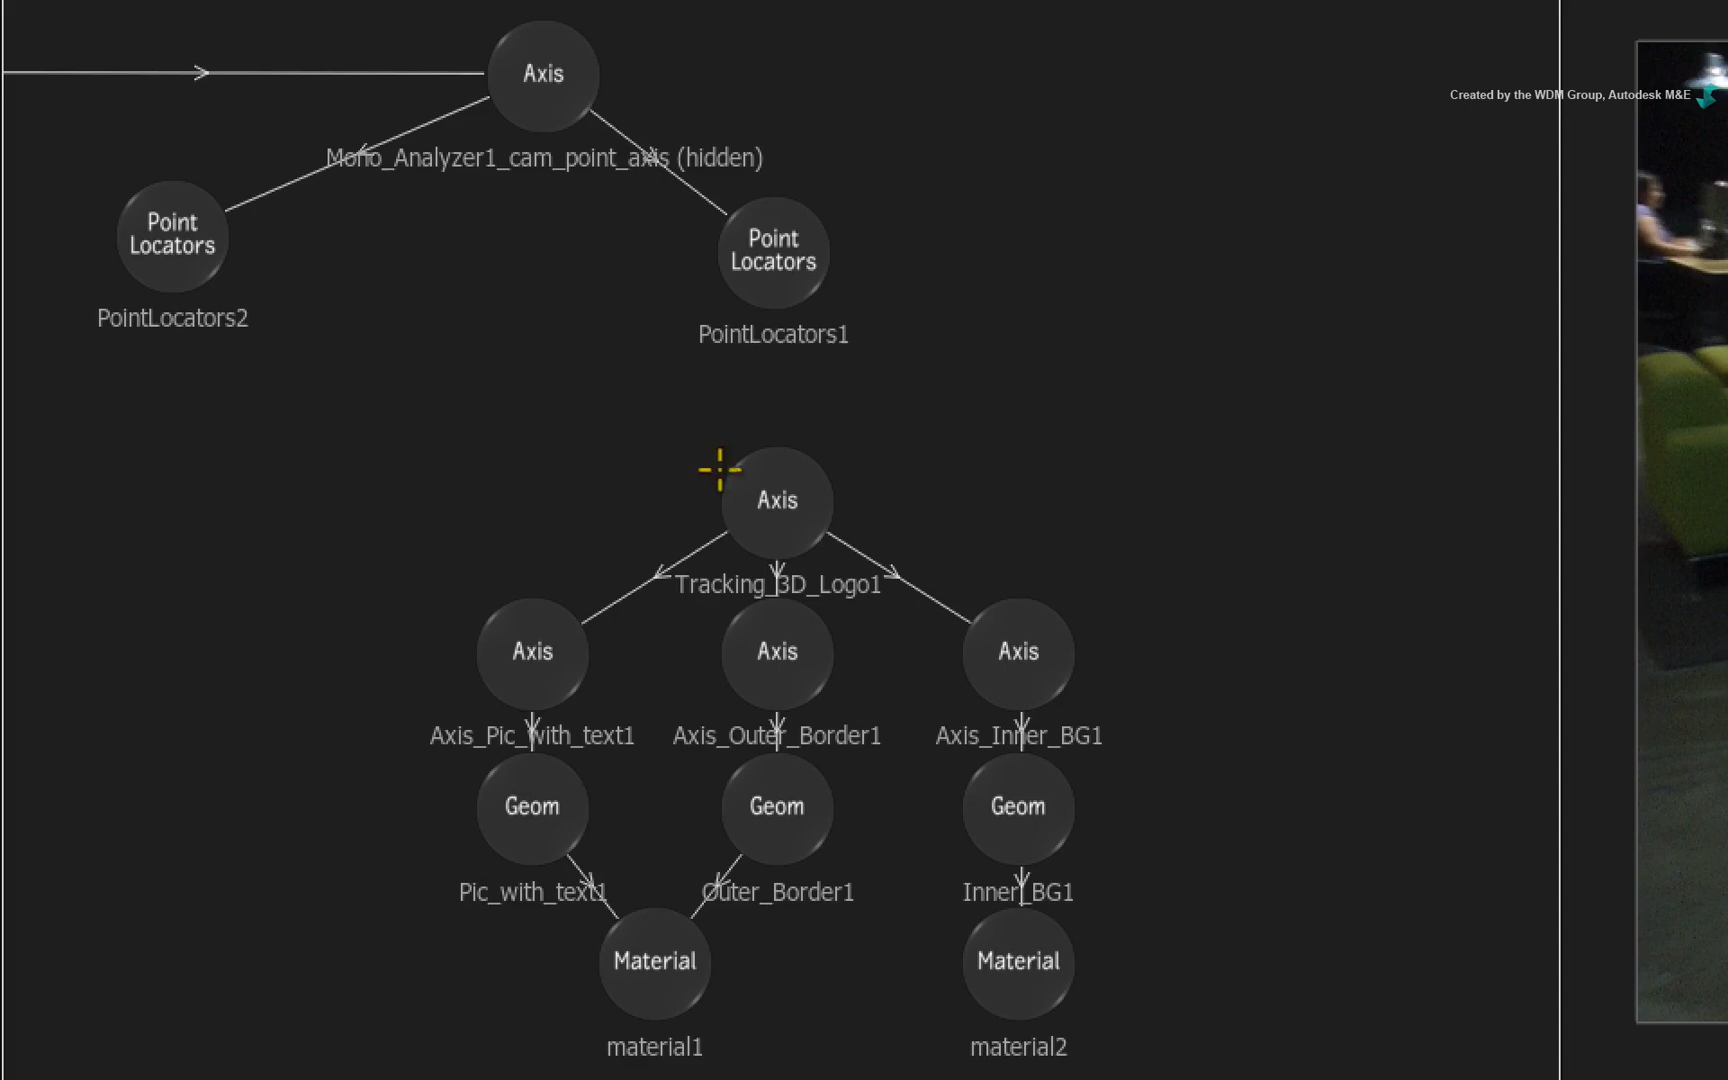 Axis
Created by the WDM Group, Autodesk M&E
Mono_Analyzer1_cam_point_axis (hidden)
Point
Locators
PointLocators2
Point
Locators
PointLocators1
Axis
Tracking_3D_Logo1
Axis
Axis
Axis
Axis_Pic_with_text1
Axis_Outer_Border1
Axis_Inner_BG1
Geom
Geom
Geom
Pic_with_text1
Outer_Border1
Inner_BG1
Material
Material
material1
material2